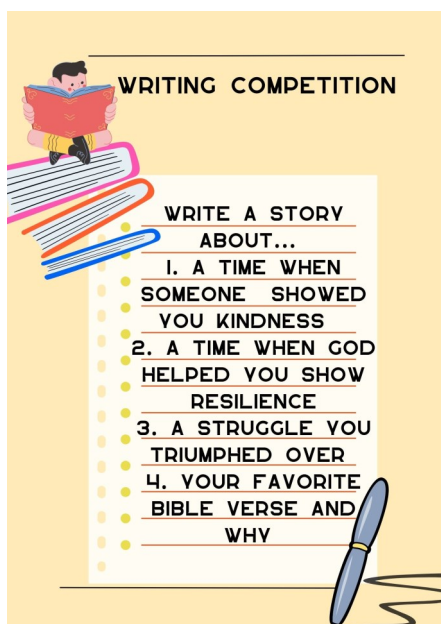 WRITING COMPETITION
WRITE A STORY
ABOUT...
1. A TIME WHEN
SOMEONE SHOWED
YOU KINDNESS
2. A TIME WHEN GOD
HELPED YOU SHOW
RESILIENCE
3. A STRUGGLE YOU
TRIUMPHED OVER
4. YOUR FAVORITE
BIBLE VERSE AND
WHY